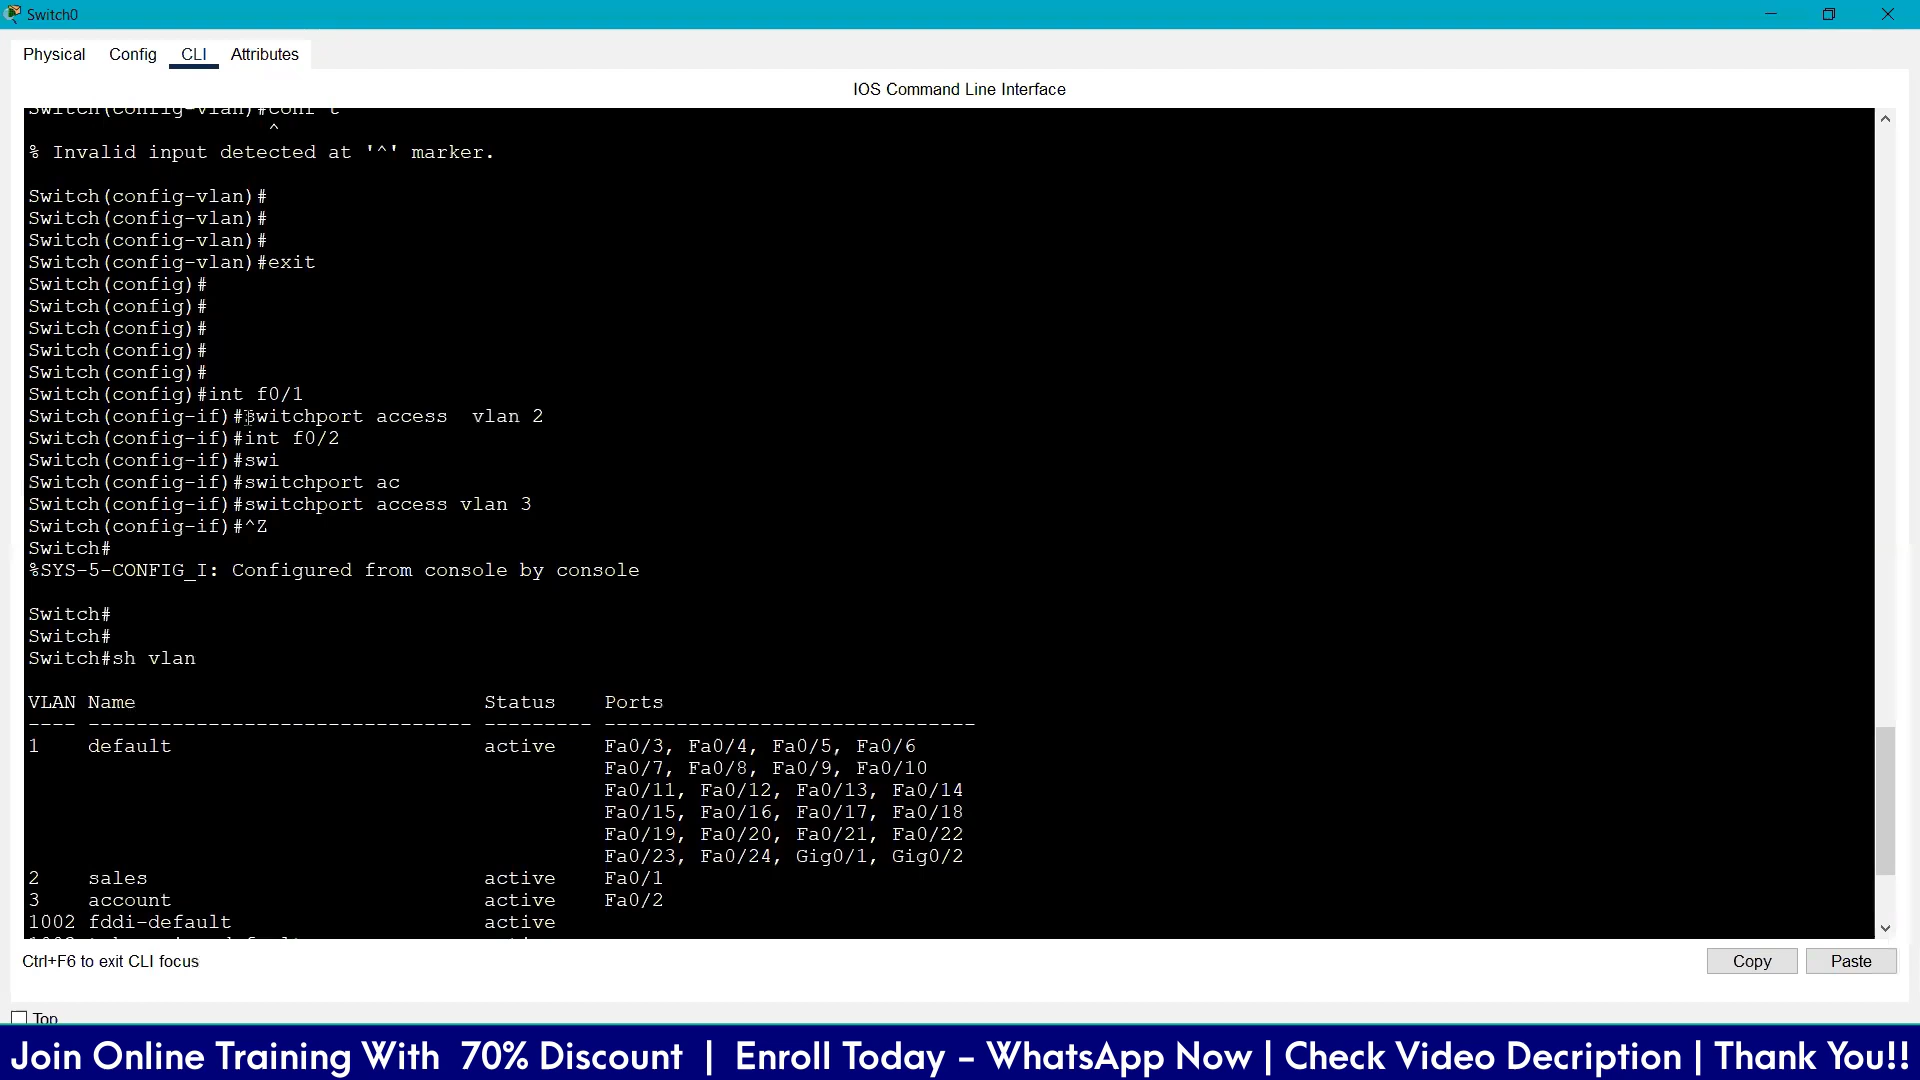 Switch0
Physical Config CLI Attributes
IOS Command Line Interface
Switch(config-vlan)#conf t
^
% Invalid input detected at '^' marker.
Switch(config-vlan)#
Switch(config-vlan)#
Switch(config-vlan)#
Switch(config-vlan)#exit
Switch(config)#
Switch(config)#
Switch(config)#
Switch(config)#
Switch(config)#
Switch(config)#int f0/1
Switch(config-if)#switchport access  vlan 2
Switch(config-if)#int f0/2
Switch(config-if)#swi
Switch(config-if)#switchport ac
Switch(config-if)#switchport access vlan 3
Switch(config-if)#^Z
Switch#
%SYS-5-CONFIG_I: Configured from console by console
Switch#
Switch#
Switch#sh vlan
VLAN Name Status Ports
---- -------------------------------- --------- -------------------------------
1 default active Fa0/3, Fa0/4, Fa0/5, Fa0/6
Fa0/7, Fa0/8, Fa0/9, Fa0/10
Fa0/11, Fa0/12, Fa0/13, Fa0/14
Fa0/15, Fa0/16, Fa0/17, Fa0/18
Fa0/19, Fa0/20, Fa0/21, Fa0/22
Fa0/23, Fa0/24, Gig0/1, Gig0/2
2 sales active Fa0/1
3 account active Fa0/2
1002 fddi-default active
Ctrl+F6 to exit CLI focus
Copy Paste
Top
Join Online Training With 70% Discount | Enroll Today - WhatsApp Now | Check Video Decription | Thank You!!